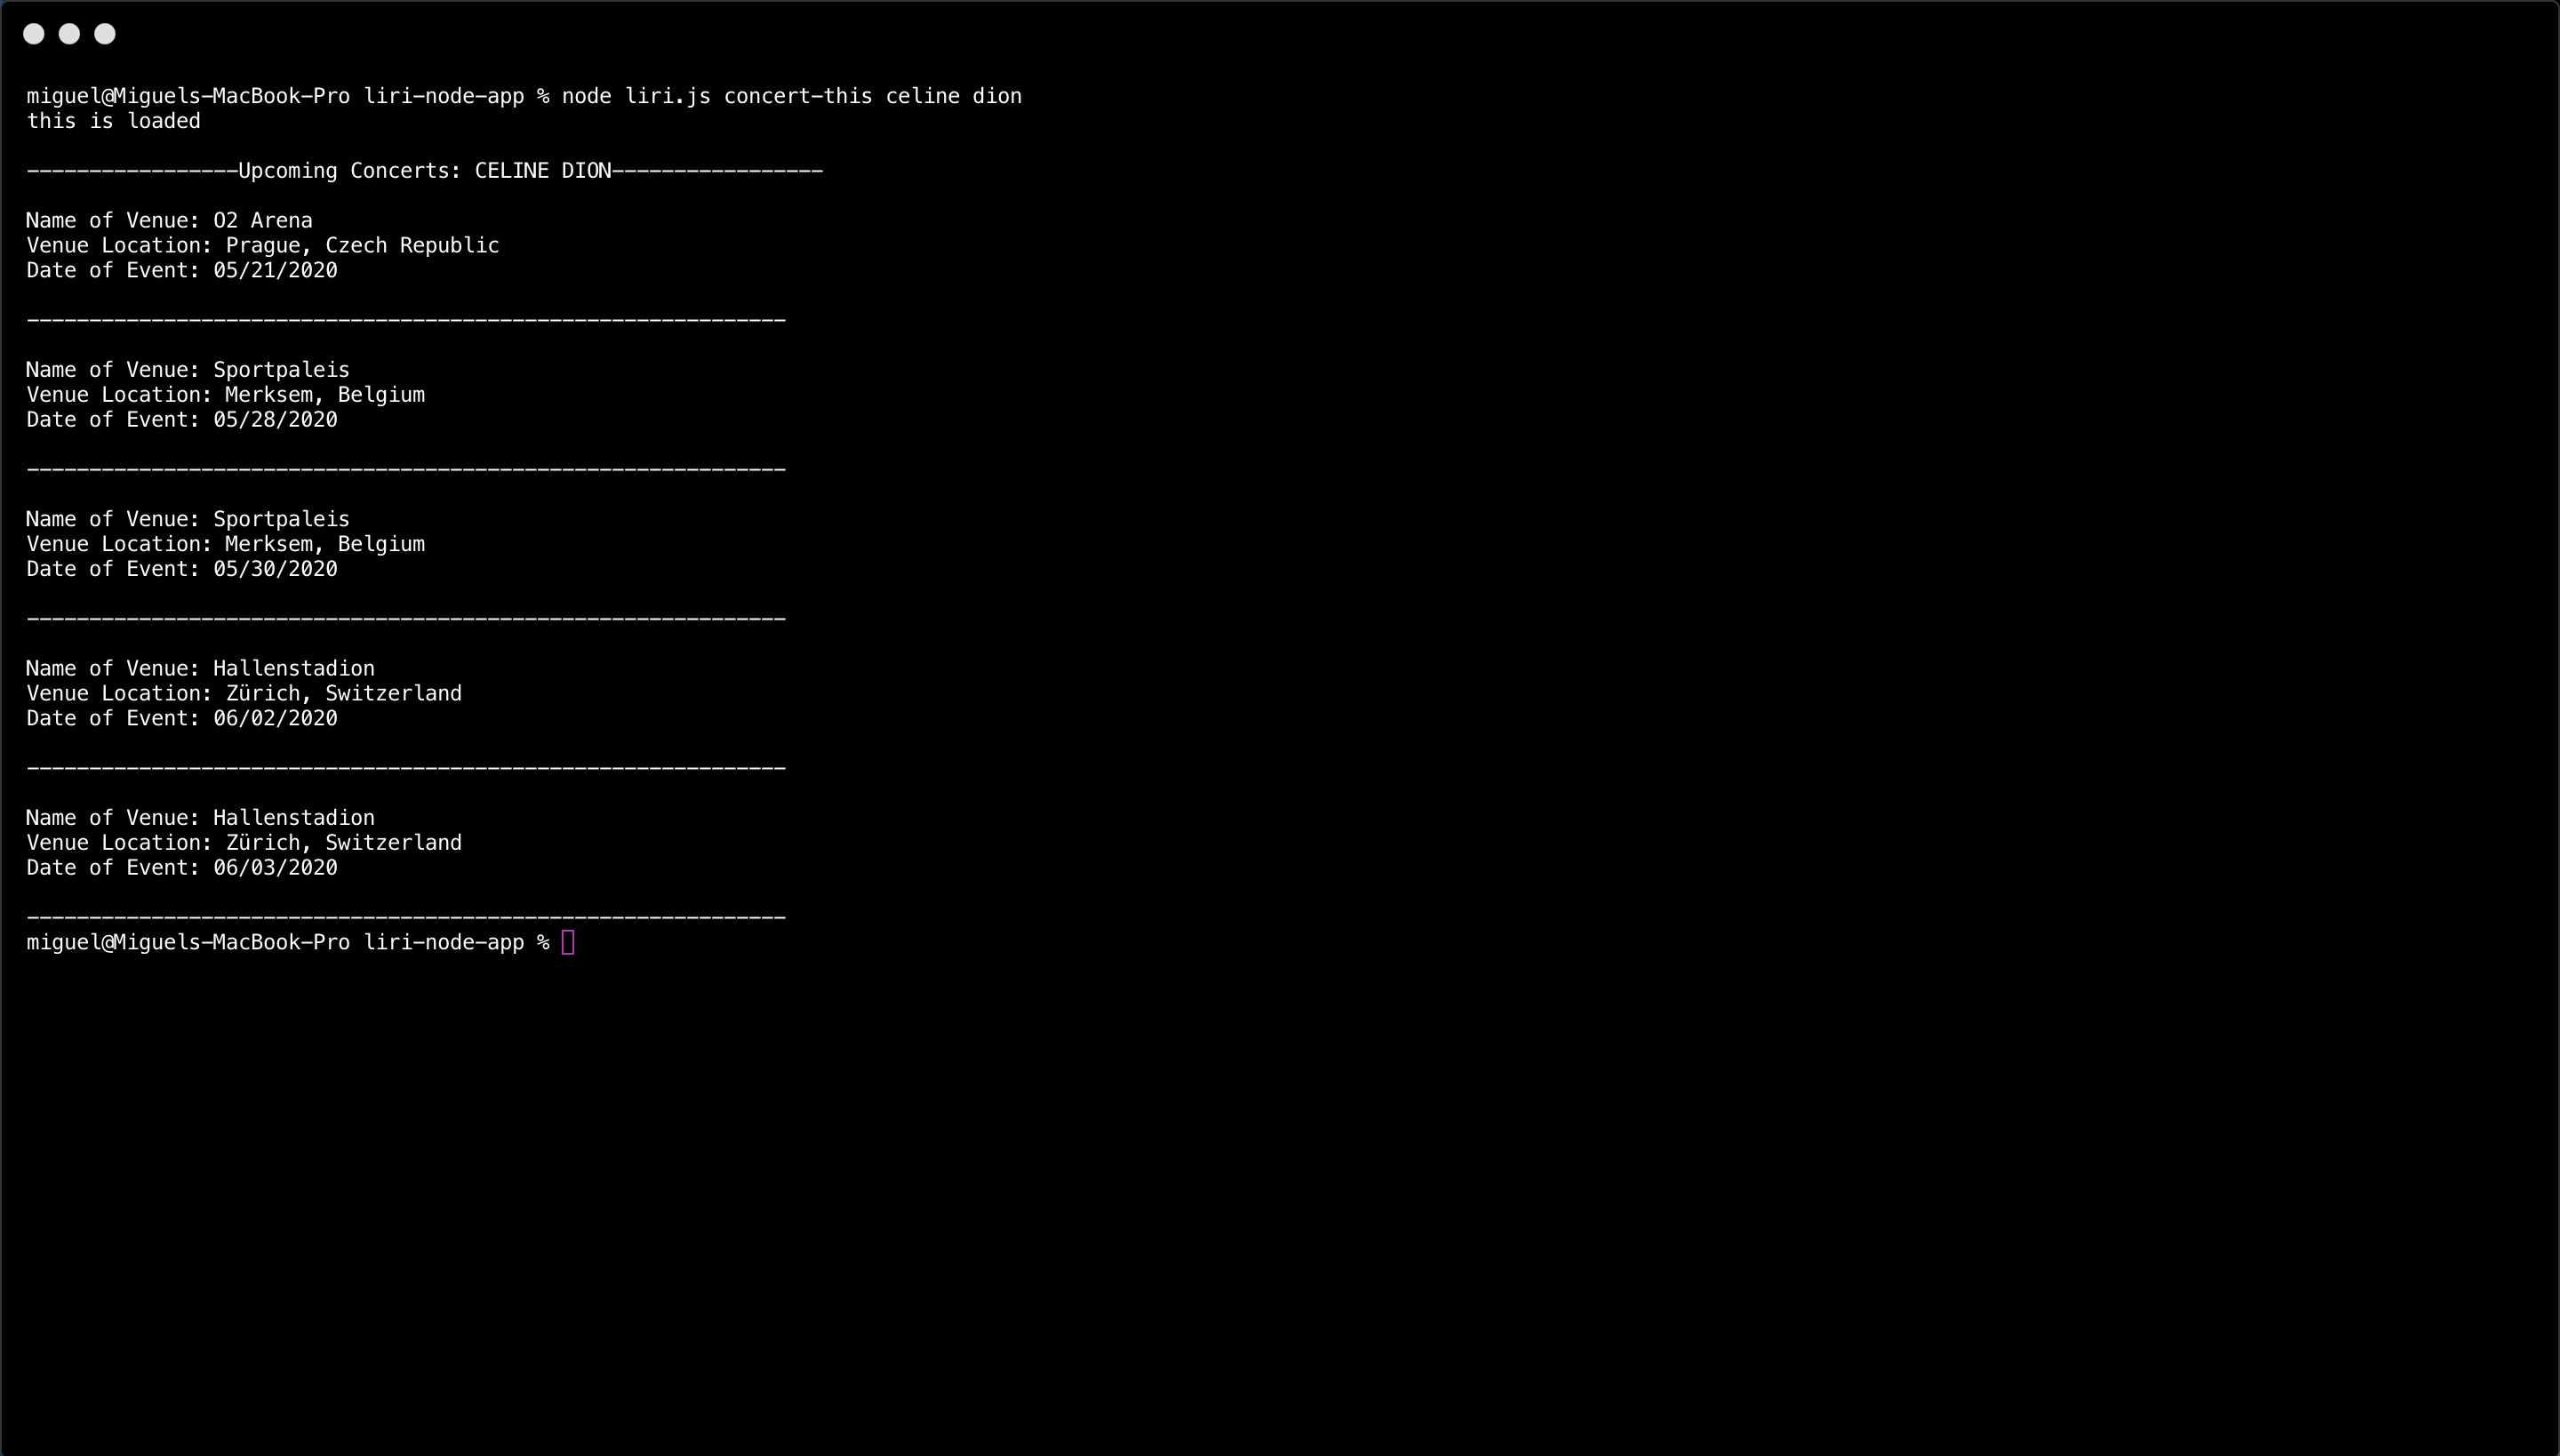 miguel@Miguels-MacBook-Pro liri-node-app % node liri.js concert-this celine dion
this is loaded
-----------------Upcoming Concerts: CELINE DION-----------------
Name of Venue: O2 Arena
Venue Location: Prague, Czech Republic
Date of Event: 05/21/2020
-------------------------------------------------------------
Name of Venue: Sportpaleis
Venue Location: Merksem, Belgium
Date of Event: 05/28/2020
-------------------------------------------------------------
Name of Venue: Sportpaleis
Venue Location: Merksem, Belgium
Date of Event: 05/30/2020
-------------------------------------------------------------
Name of Venue: Hallenstadion
Venue Location: Zürich, Switzerland
Date of Event: 06/02/2020
-------------------------------------------------------------
Name of Venue: Hallenstadion
Venue Location: Zürich, Switzerland
Date of Event: 06/03/2020
-------------------------------------------------------------
miguel@Miguels-MacBook-Pro liri-node-app %